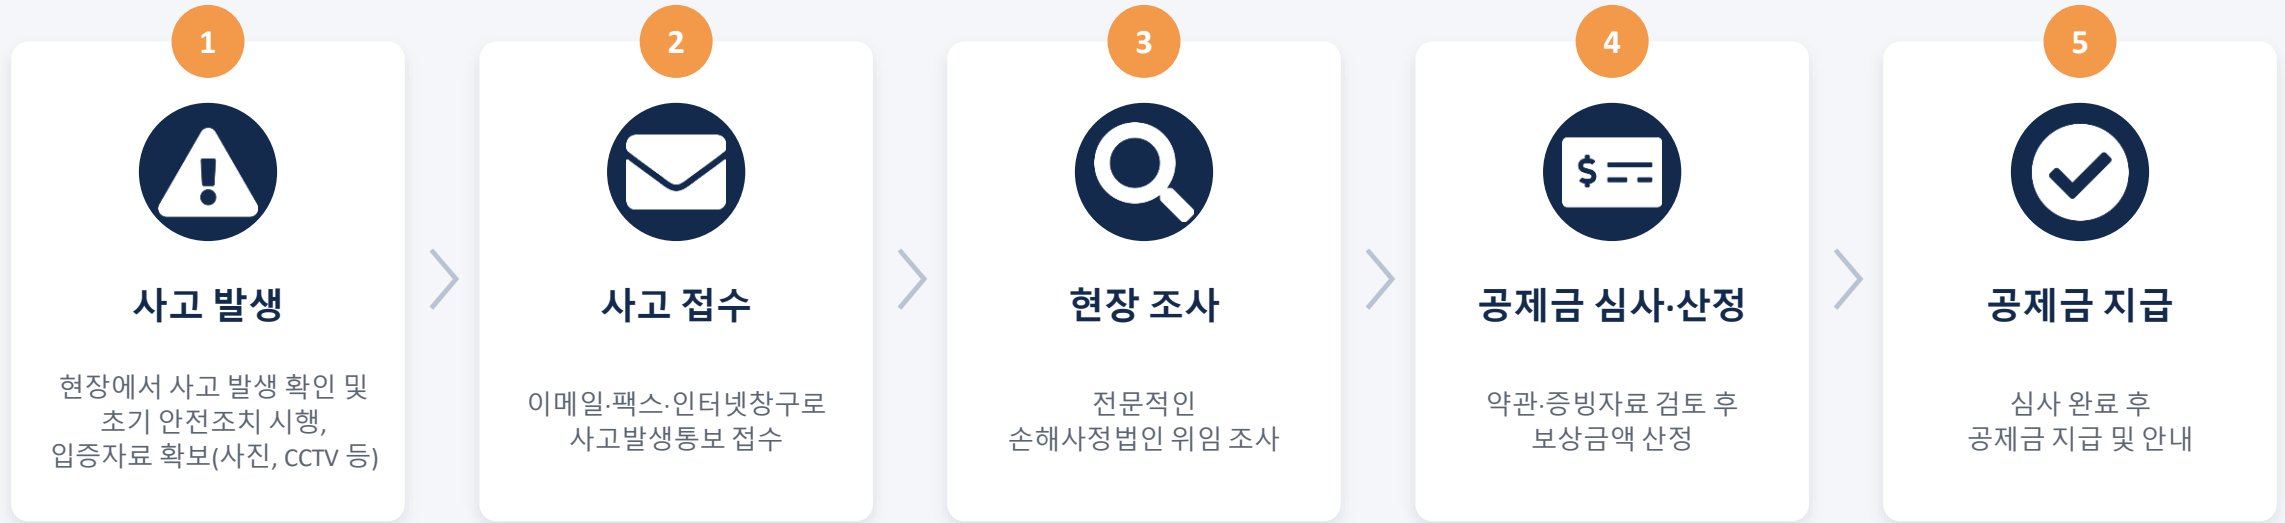 1
사고 발생
현장에서 사고 발생 확인 및
초기 안전조치 시행,
입증자료 확보(사진, CCTV 등)
2
사고 접수
이메일·팩스·인터넷창구로
사고발생통보 접수
3
현장 조사
전문적인
손해사정법인 위임 조사
4
$
공제금 심사·산정
약관·증빙자료 검토 후
보상금액 산정
5
공제금 지급
심사 완료 후
공제금 지급 및 안내